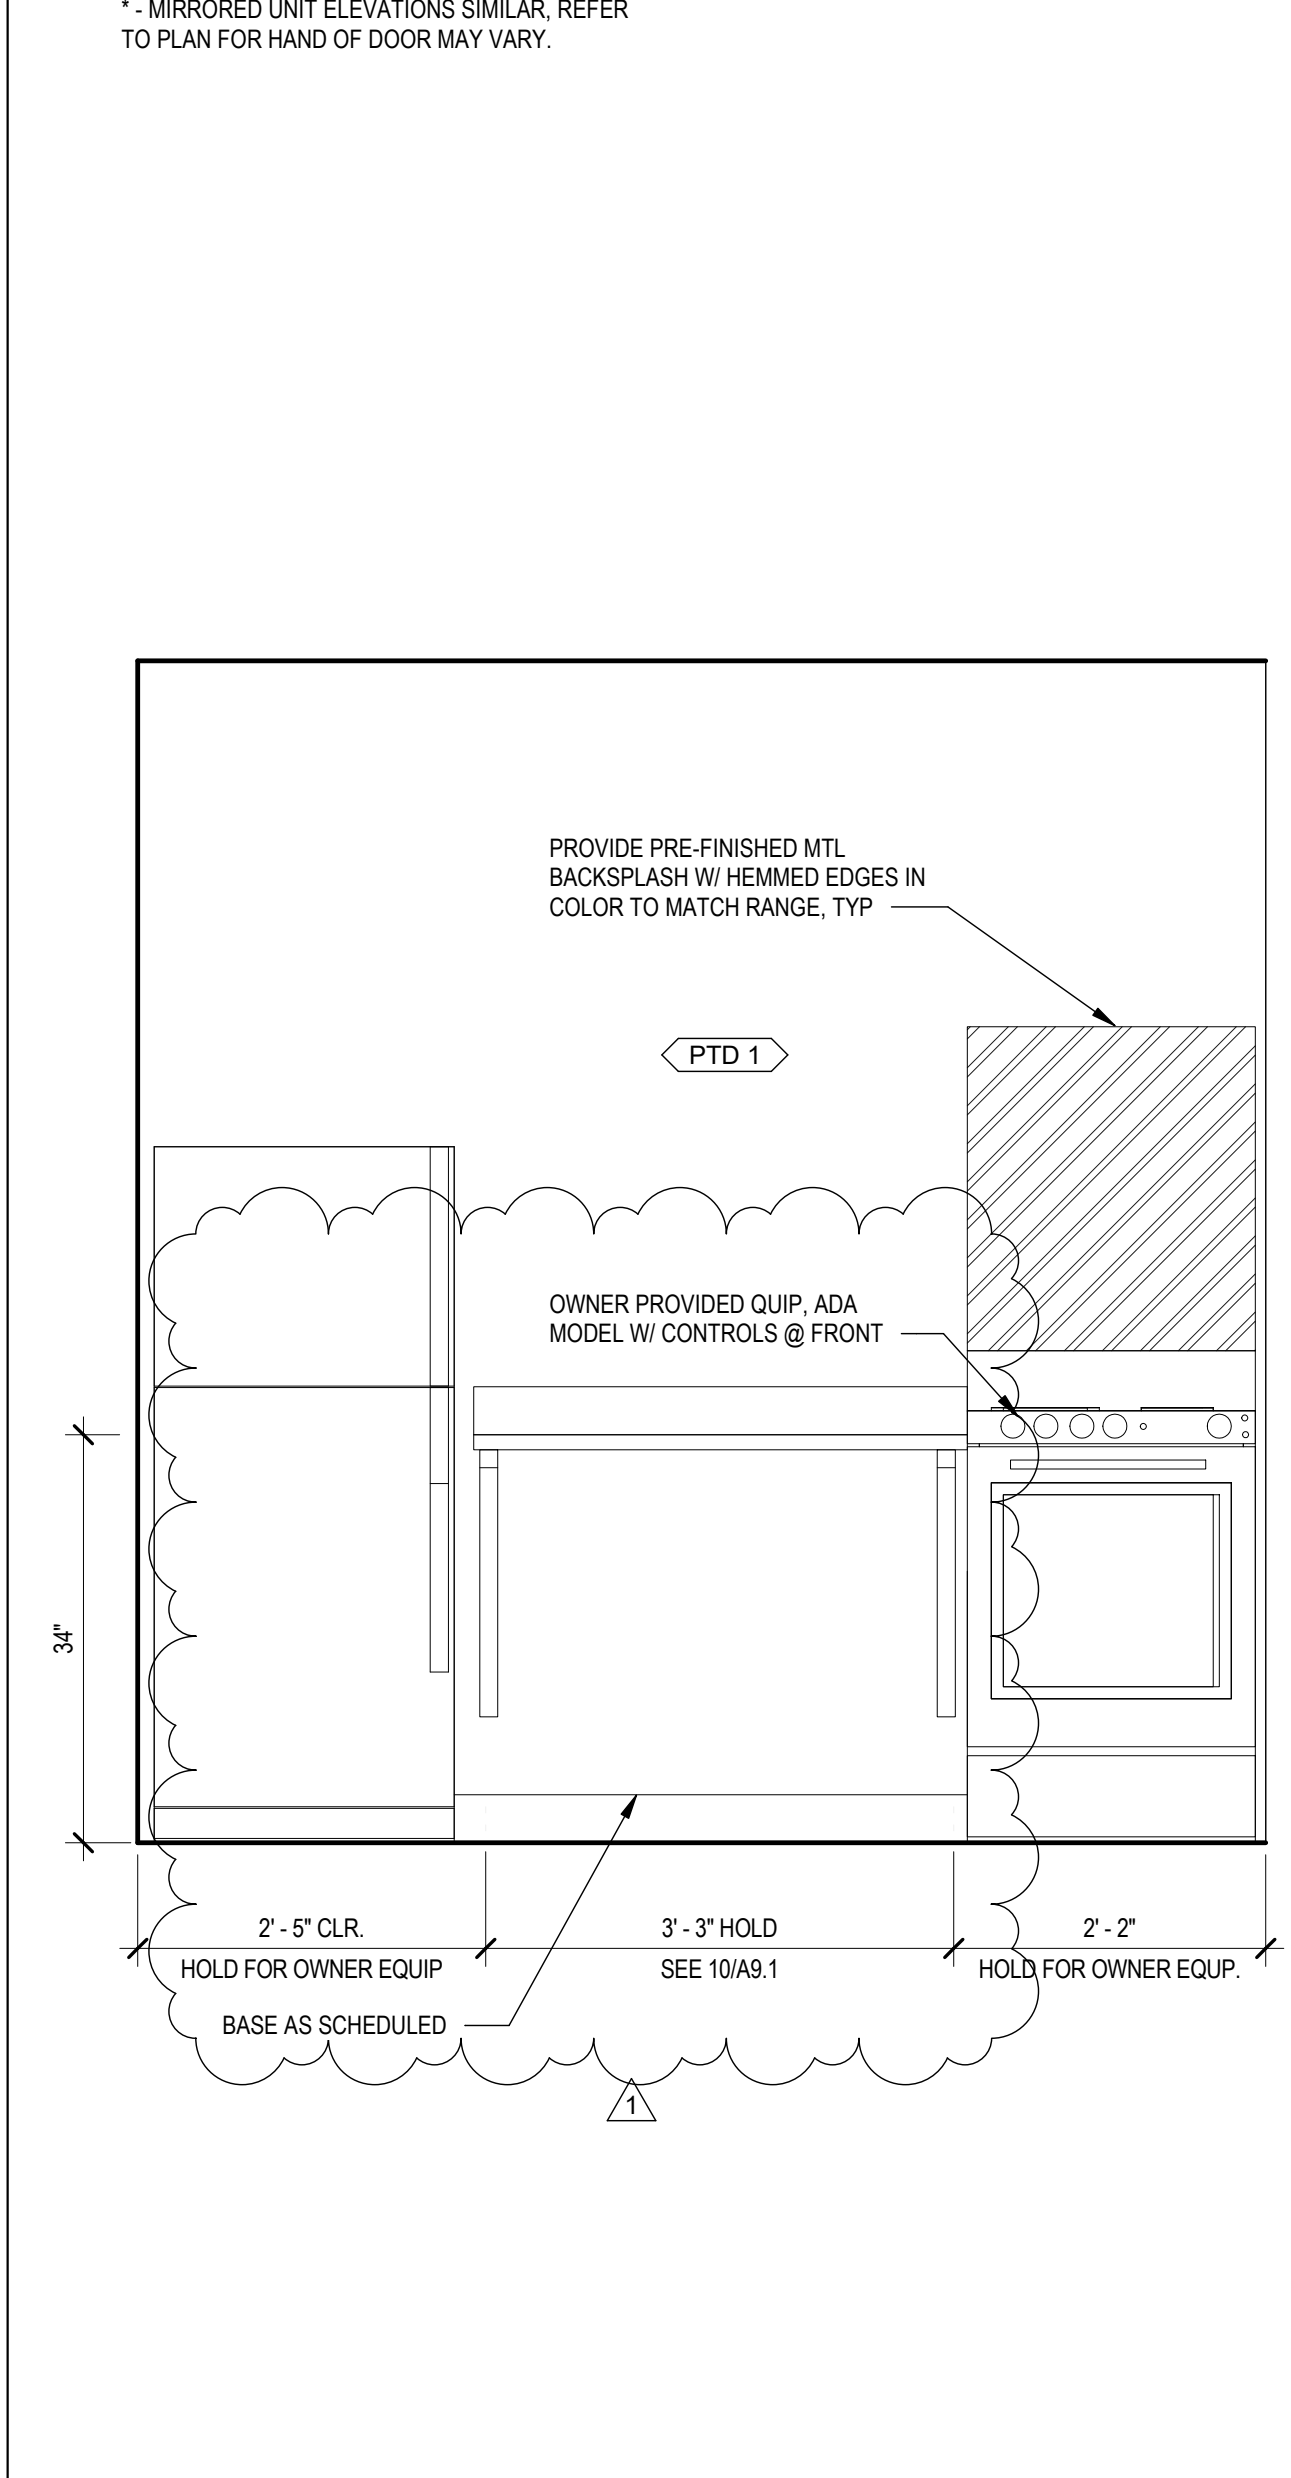 * - MIRRORED UNIT ELEVATIONS SIMILAR, REFER
TO PLAN FOR HAND OF DOOR MAY VARY.
PROVIDE PRE-FINISHED MTL
BACKSPLASH W/ HEMMED EDGES IN
COLOR TO MATCH RANGE, TYP
PTD 1
OWNER PROVIDED QUIP, ADA
MODEL W/ CONTROLS @ FRONT
34"
2' - 5" CLR.
HOLD FOR OWNER EQUIP
3' - 3" HOLD
SEE 10/A9.1
2' - 2"
HOLD FOR OWNER EQUP.
BASE AS SCHEDULED
1